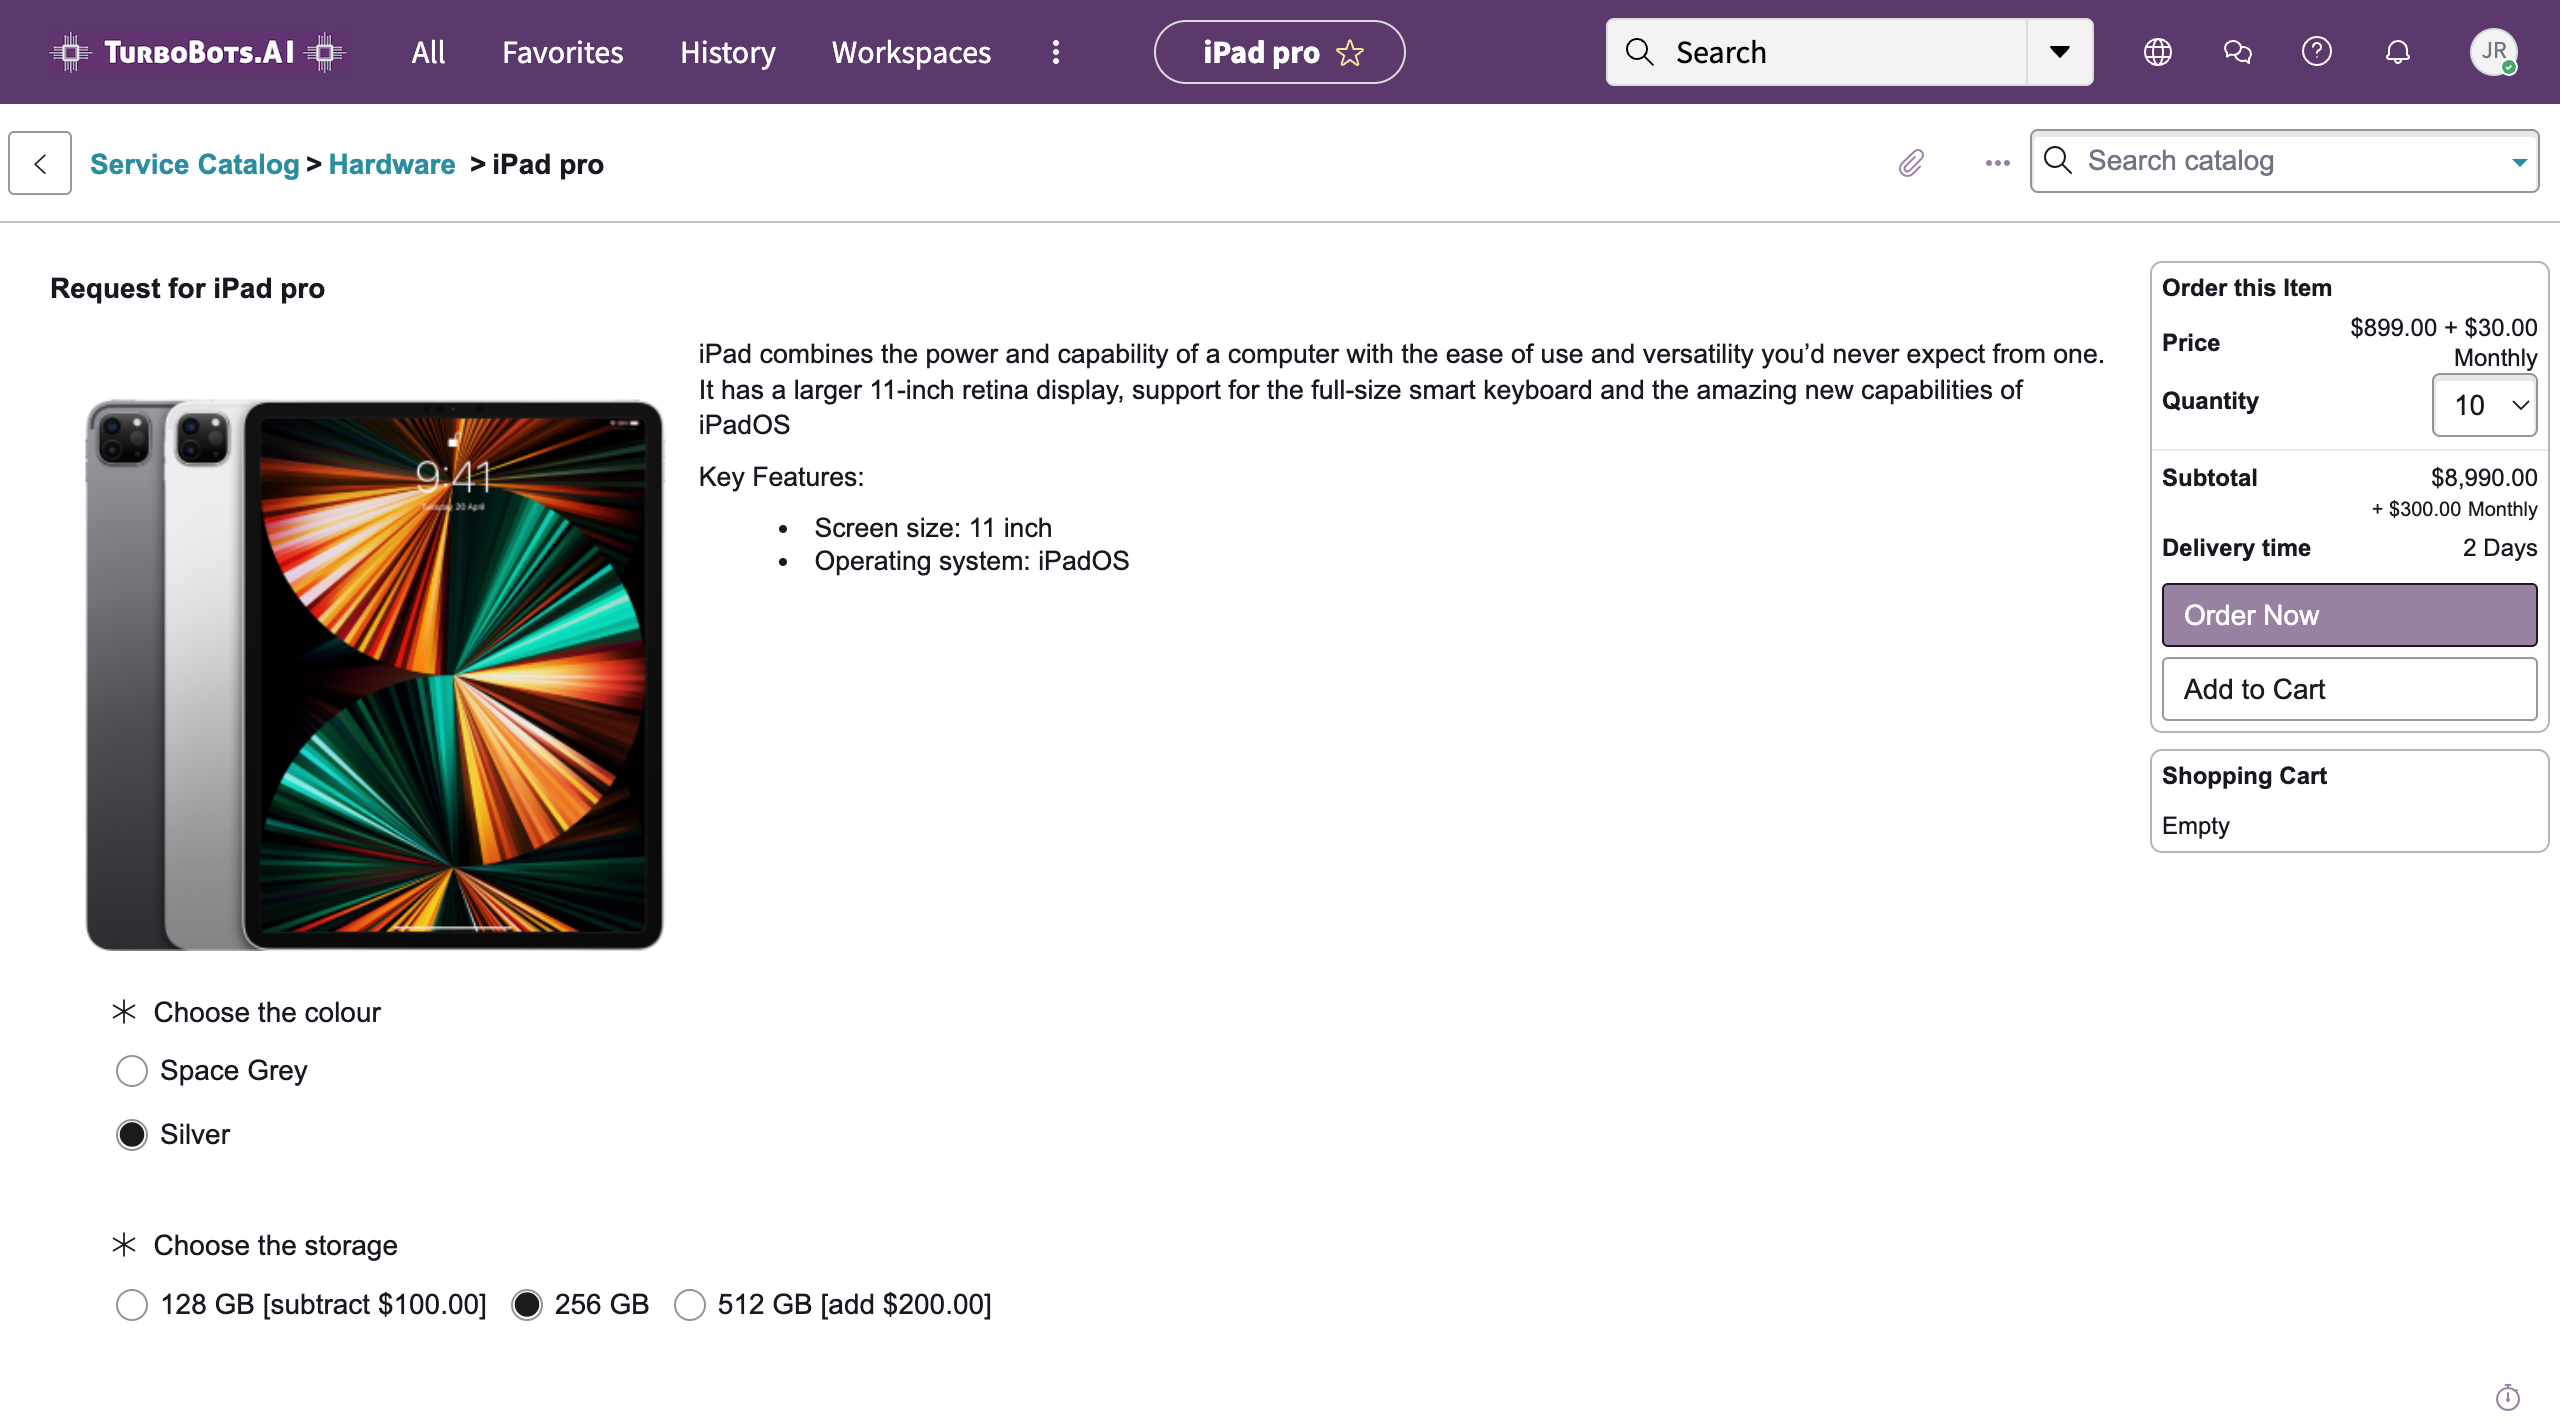 TURBOBOTS.AI
All
Favorites
History
Workspaces
iPad pro
Search
JR
Service Catalog > Hardware > iPad pro
Search catalog
Request for iPad pro
iPad combines the power and capability of a computer with the ease of use and versatility you’d never expect from one.
It has a larger 11-inch retina display, support for the full-size smart keyboard and the amazing new capabilities of
iPadOS
Key Features:
• Screen size: 11 inch
• Operating system: iPadOS
9:41
Tuesday 20 April
Choose the colour
Space Grey
Silver
Choose the storage
128 GB [subtract $100.00]
256 GB
512 GB [add $200.00]
Order this Item
Price
$899.00 + $30.00
Monthly
Quantity
10
Subtotal
$8,990.00
+ $300.00 Monthly
Delivery time
2 Days
Order Now
Add to Cart
Shopping Cart
Empty